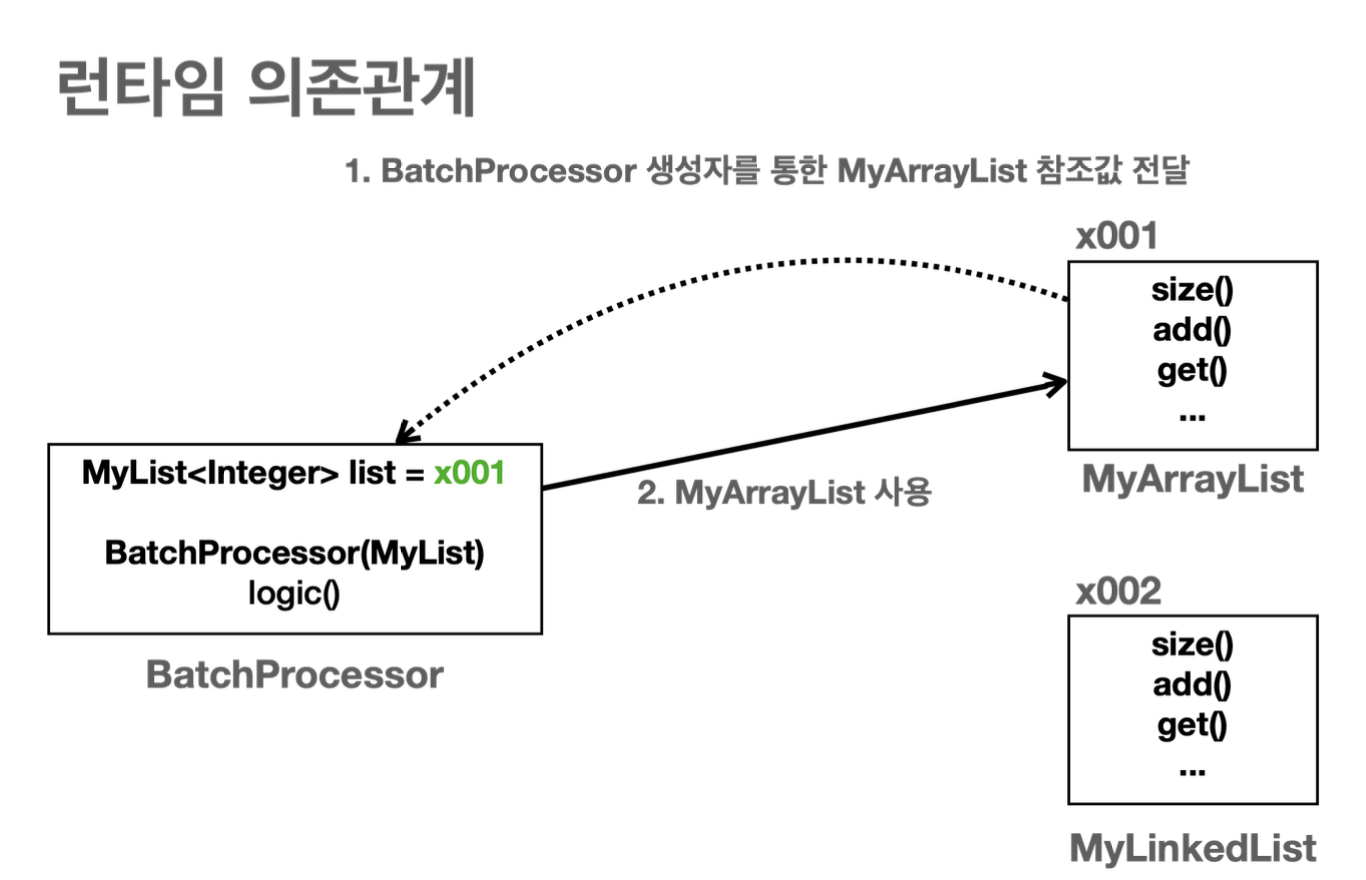 런타임 의존관계
1. BatchProcessor 생성자를 통한 MyArrayList 참조값 전달
x001
size()
add()
get()
...
MyArrayList
MyList<Integer> list = x001
BatchProcessor(MyList)
logic()
BatchProcessor
2. MyArrayList 사용
x002
size()
add()
get()
...
MyLinkedList